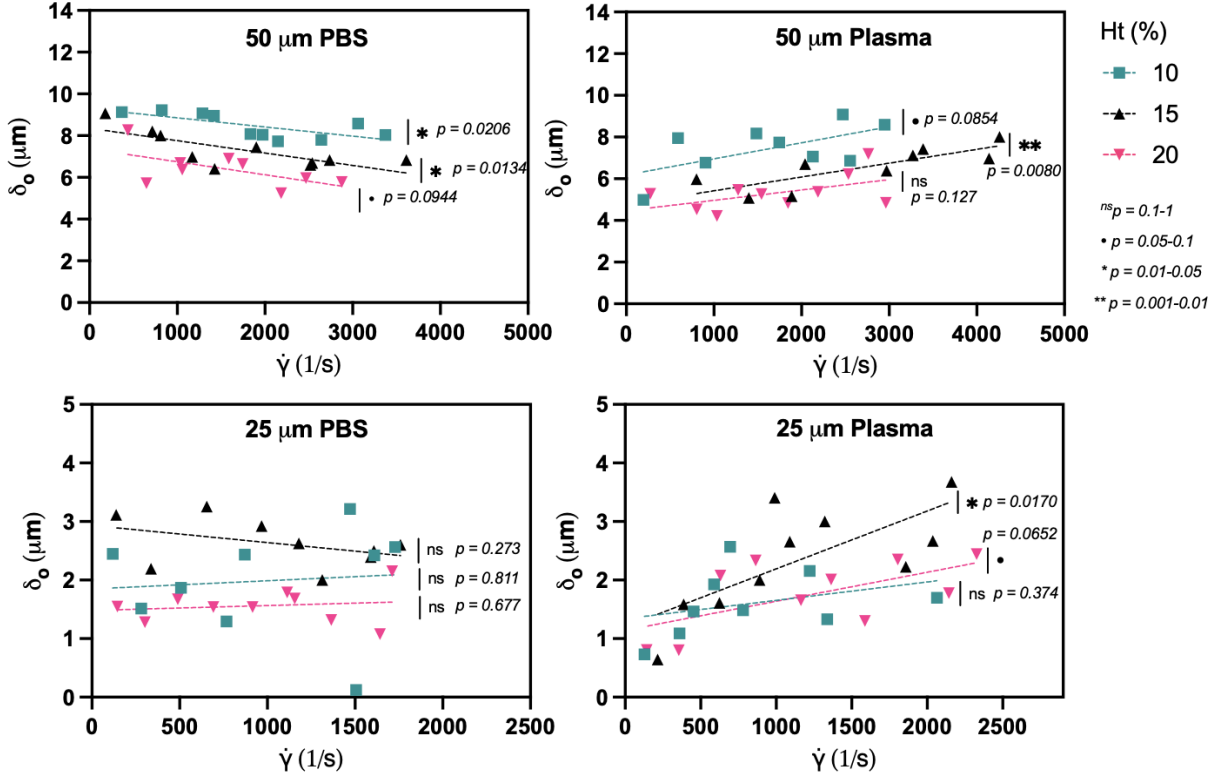 50 μm PBS
14
12
10
8
6
4
2
0
δo (μm)
* p = 0.0206
* p = 0.0134
• p = 0.0944
0 1000 2000 3000 4000 5000
γ̇ (1/s)
50 μm Plasma
14
12
10
8
6
4
2
0
δo (μm)
• p = 0.0854
**
p = 0.0080
ns
p = 0.127
0 1000 2000 3000 4000 5000
γ̇ (1/s)
Ht (%)
10
15
20
ns p = 0.1-1
• p = 0.05-0.1
* p = 0.01-0.05
** p = 0.001-0.01
25 μm PBS
5
4
3
2
1
0
δo (μm)
ns p = 0.273
ns p = 0.811
ns p = 0.677
0 500 1000 1500 2000 2500
γ̇ (1/s)
25 μm Plasma
5
4
3
2
1
0
δo (μm)
* p = 0.0170
p = 0.0652
•
ns p = 0.374
0 500 1000 1500 2000 2500
γ̇ (1/s)